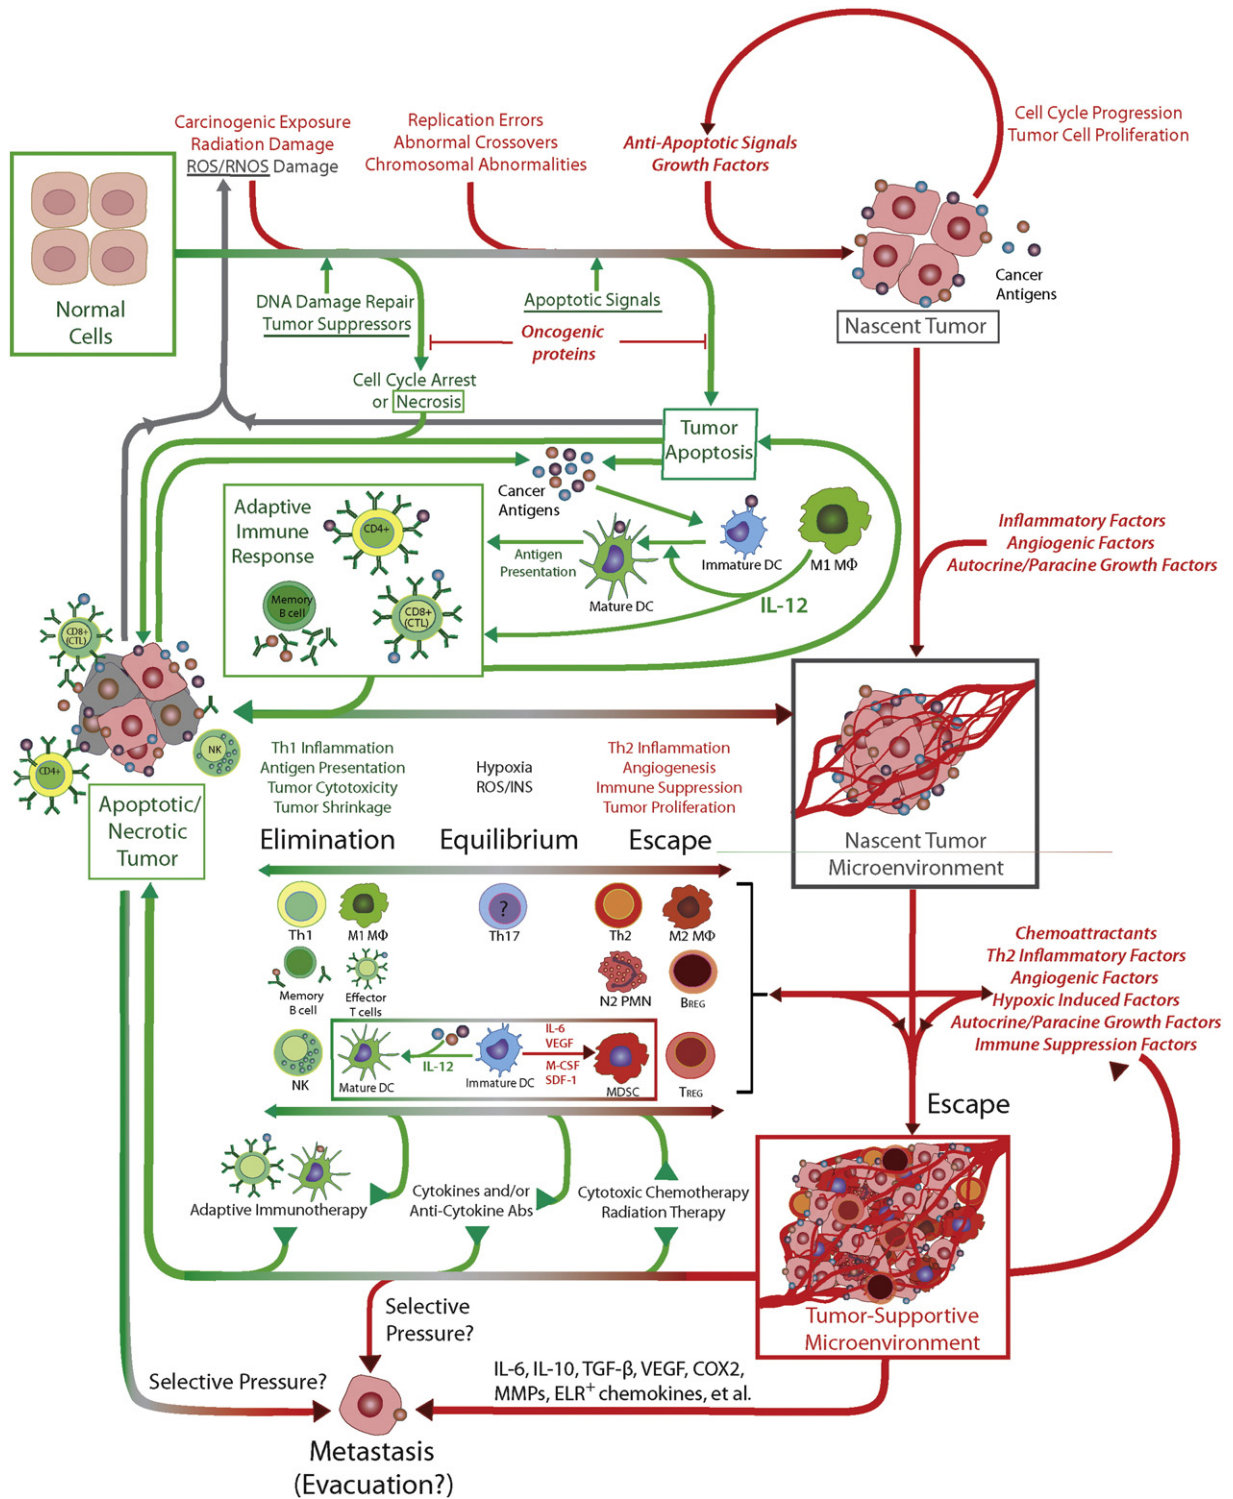 Carcinogenic Exposure
Radiation Damage
ROS/RNOS Damage
Replication Errors
Abnormal Crossovers
Chromosomal Abnormalities
Anti-Apoptotic Signals
Growth Factors
Cell Cycle Progression
Tumor Cell Proliferation
Normal
Cells
DNA Damage Repair
Tumor Suppressors
Apoptotic Signals
Oncogenic
proteins
Cancer
Antigens
Nascent Tumor
Cell Cycle Arrest
or Necrosis
Tumor
Apoptosis
Cancer
Antigens
Adaptive
Immune
Response
CD4+
Memory
B cell
CD8+
(CTL)
Antigen
Presentation
Mature DC
Immature DC
M1 MΦ
IL-12
Inflammatory Factors
Angiogenic Factors
Autocrine/Paracine Growth Factors
CD8+
(CTL)
NK
CD4+
Apoptotic/
Necrotic
Tumor
Th1 Inflammation
Antigen Presentation
Tumor Cytotoxicity
Tumor Shrinkage
Hypoxia
ROS/INS
Th2 Inflammation
Angiogenesis
Immune Suppression
Tumor Proliferation
Nascent Tumor
Microenvironment
Elimination
Equilibrium
Escape
Th1
M1 MΦ
?
Th17
Th2
M2 MΦ
Memory
B cell
Effector
T cells
N2 PMN
BREG
NK
Mature DC
IL-12
Immature DC
IL-6
VEGF
M-CSF
SDF-1
MDSC
TREG
Chemoattractants
Th2 Inflammatory Factors
Angiogenic Factors
Hypoxic Induced Factors
Autocrine/Paracrine Growth Factors
Immune Suppression Factors
Escape
Adaptive Immunotherapy
Cytokines and/or
Anti-Cytokine Abs
Cytotoxic Chemotherapy
Radiation Therapy
Tumor-Supportive
Microenvironment
Selective
Pressure?
Selective Pressure?
IL-6, IL-10, TGF-β, VEGF, COX2,
MMPs, ELR+ chemokines, et al.
Metastasis
(Evacuation?)